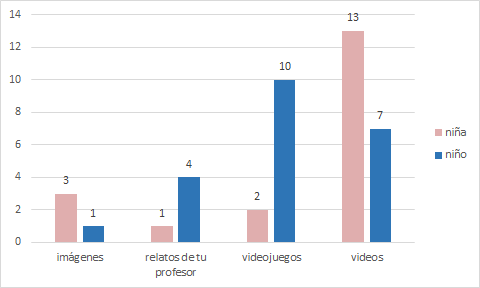 14
12
10
8
6
4
2
0
3
1
1
4
2
10
13
7
imágenes
relatos de tu
profesor
videojuegos
videos
niña
niño